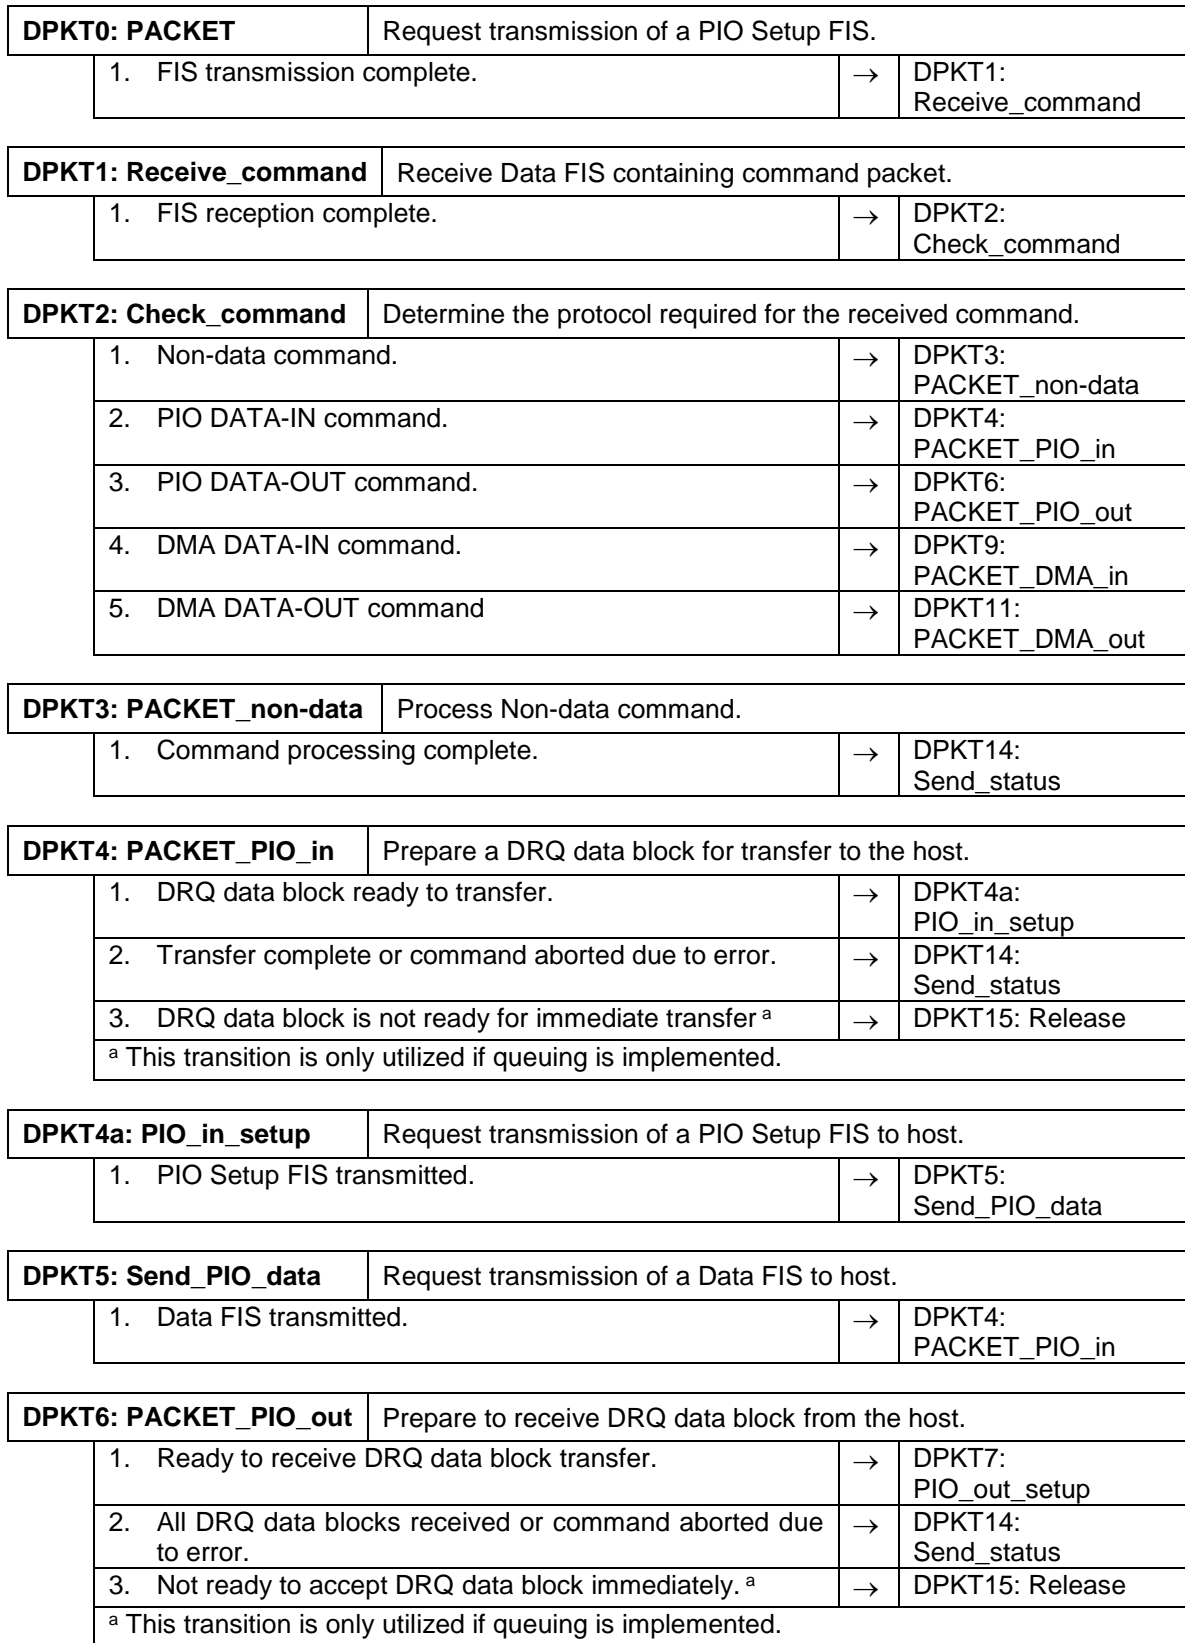 DPKT0: PACKET Request transmission of a PIO Setup FIS.
1. FIS transmission complete. → DPKT1:
Receive_command
DPKT1: Receive_command Receive Data FIS containing command packet.
1. FIS reception complete. → DPKT2:
Check_command
DPKT2: Check_command Determine the protocol required for the received command.
1. Non-data command. → DPKT3:
PACKET_non-data
2. PIO DATA-IN command. → DPKT4:
PACKET_PIO_in
3. PIO DATA-OUT command. → DPKT6:
PACKET_PIO_out
4. DMA DATA-IN command. → DPKT9:
PACKET_DMA_in
5. DMA DATA-OUT command → DPKT11:
PACKET_DMA_out
DPKT3: PACKET_non-data Process Non-data command.
1. Command processing complete. → DPKT14:
Send_status
DPKT4: PACKET_PIO_in Prepare a DRQ data block for transfer to the host.
1. DRQ data block ready to transfer. → DPKT4a:
PIO_in_setup
2. Transfer complete or command aborted due to error. → DPKT14:
Send_status
3. DRQ data block is not ready for immediate transfer ᵃ → DPKT15: Release
ᵃ This transition is only utilized if queuing is implemented.
DPKT4a: PIO_in_setup Request transmission of a PIO Setup FIS to host.
1. PIO Setup FIS transmitted. → DPKT5:
Send_PIO_data
DPKT5: Send_PIO_data Request transmission of a Data FIS to host.
1. Data FIS transmitted. → DPKT4:
PACKET_PIO_in
DPKT6: PACKET_PIO_out Prepare to receive DRQ data block from the host.
1. Ready to receive DRQ data block transfer. → DPKT7:
PIO_out_setup
2. All DRQ data blocks received or command aborted due → DPKT14:
to error. Send_status
3. Not ready to accept DRQ data block immediately. ᵃ → DPKT15: Release
ᵃ This transition is only utilized if queuing is implemented.